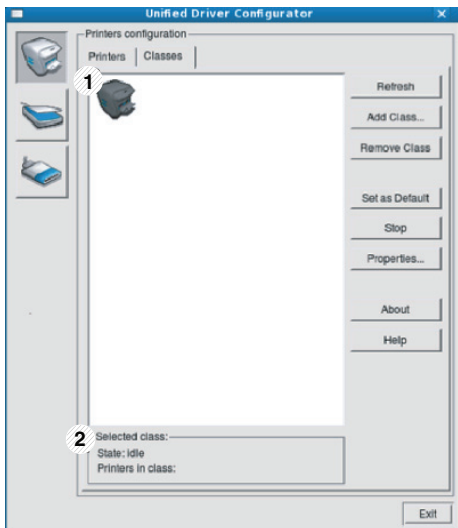 Unified Driver Configurator
Printers configuration
Printers
Classes
1
Refresh
Add Class...
Remove Class
Set as Default
Stop
Properties...
About
Help
2
Selected class:
State: idle
Printers in class:
Exit